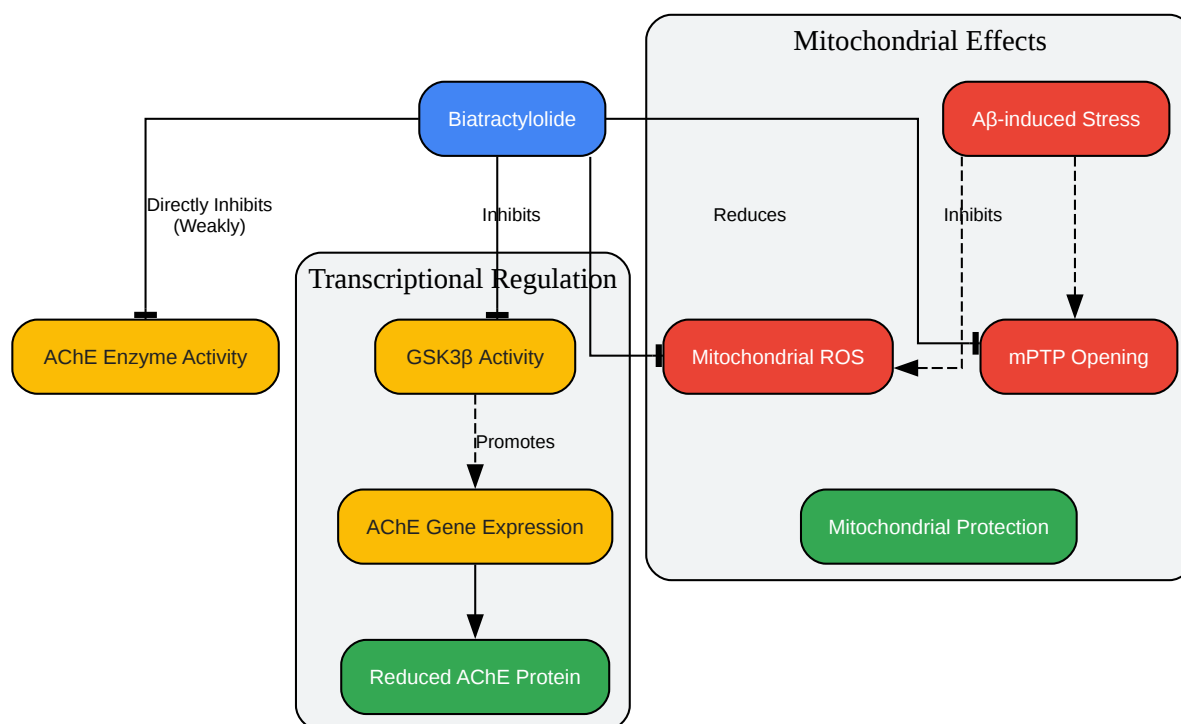 Mitochondrial Effects
Biatractylolide
Aβ-induced Stress
Directly Inhibits
(Weakly)
Inhibits
Reduces
Inhibits
Transcriptional Regulation
AChE Enzyme Activity
GSK3β Activity
Mitochondrial ROS
mPTP Opening
Promotes
AChE Gene Expression
Mitochondrial Protection
Reduced AChE Protein